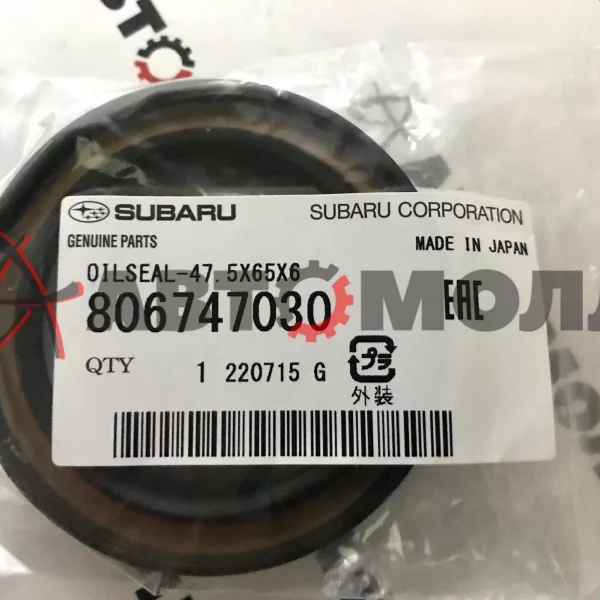 SUBARU SUBARU CORPORATION
GENUINE PARTS MADE IN JAPAN
OILSEAL-47.5X65X6
806747030 EAC
АВТОМОЛЛ
QTY 1 220715 G プラ
外装